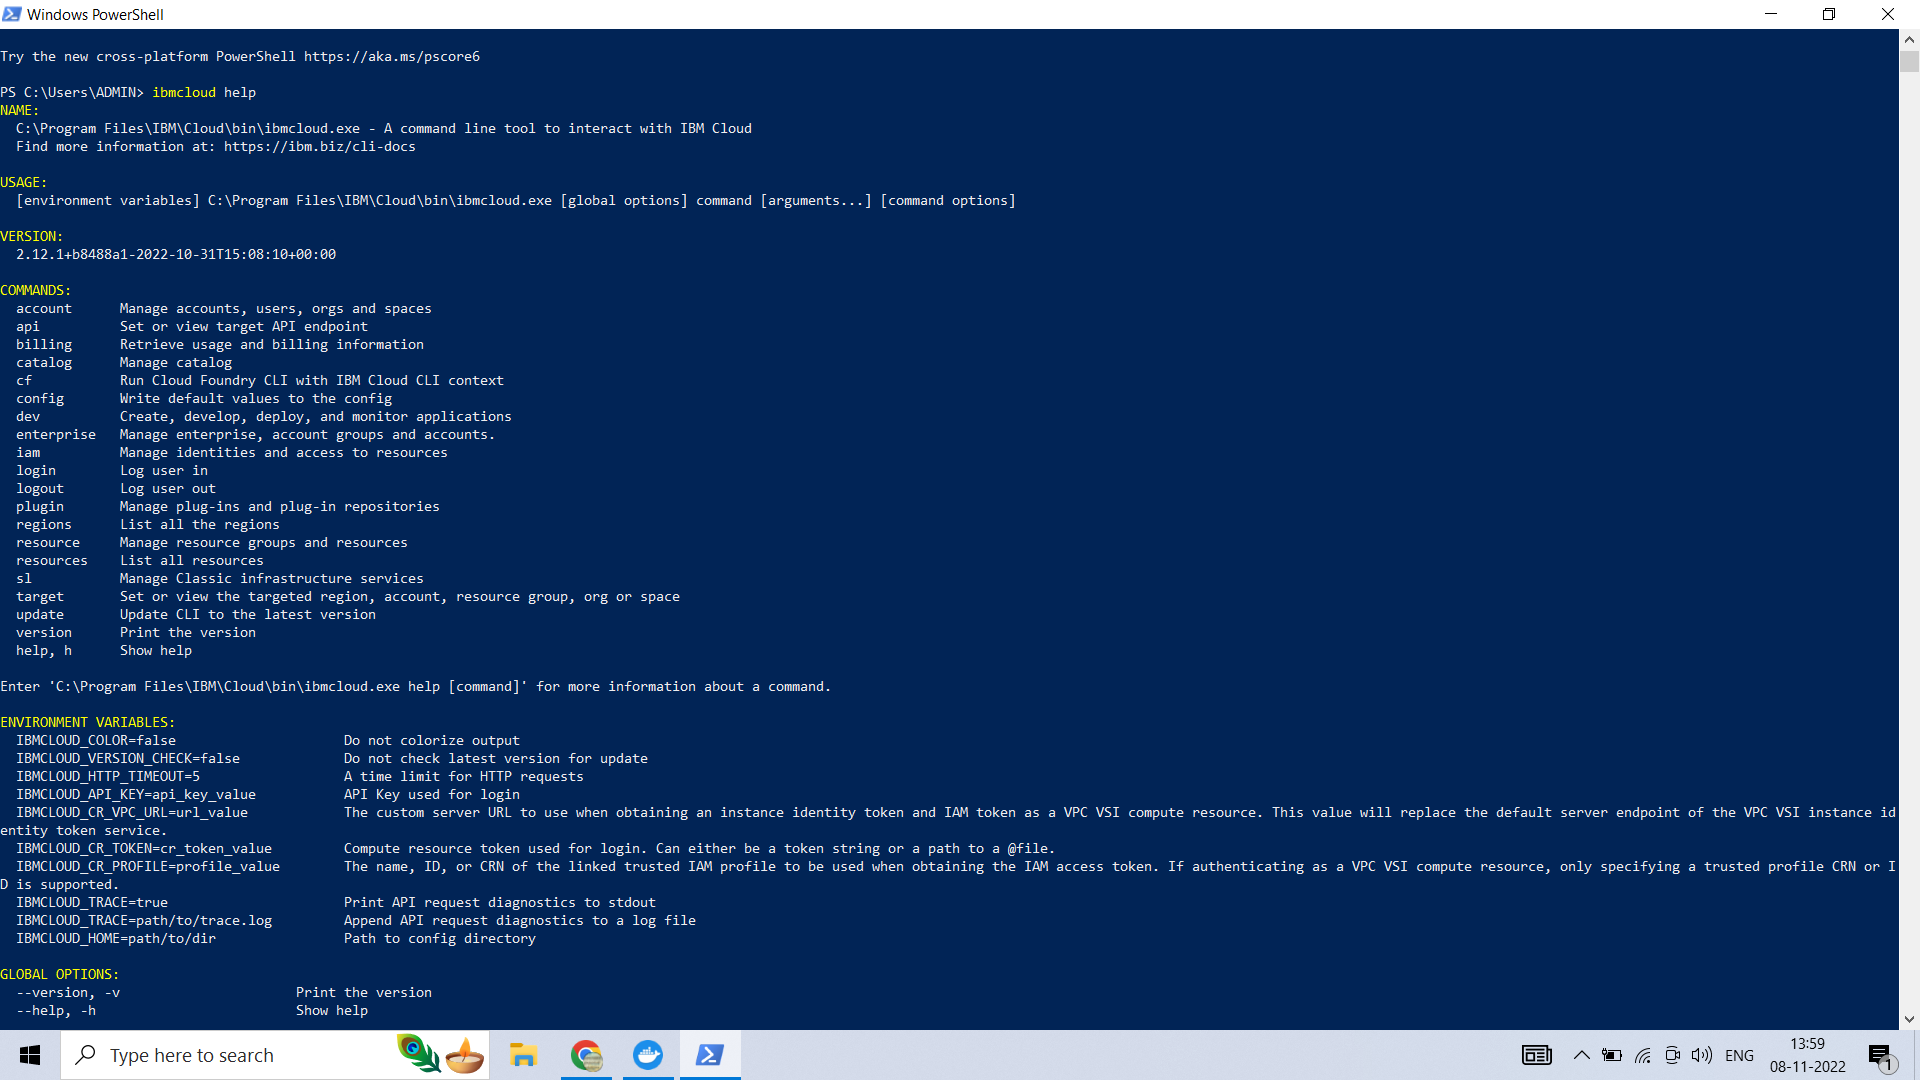 Windows PowerShell
Try the new cross-platform PowerShell https://aka.ms/pscore6
PS C:\Users\ADMIN> ibmcloud help
NAME:
  C:\Program Files\IBM\Cloud\bin\ibmcloud.exe - A command line tool to interact with IBM Cloud
  Find more information at: https://ibm.biz/cli-docs
USAGE:
  [environment variables] C:\Program Files\IBM\Cloud\bin\ibmcloud.exe [global options] command [arguments...] [command options]
VERSION:
  2.12.1+b8488a1-2022-10-31T15:08:10+00:00
COMMANDS:
  account      Manage accounts, users, orgs and spaces
  api          Set or view target API endpoint
  billing      Retrieve usage and billing information
  catalog      Manage catalog
  cf           Run Cloud Foundry CLI with IBM Cloud CLI context
  config       Write default values to the config
  dev          Create, develop, deploy, and monitor applications
  enterprise   Manage enterprise, account groups and accounts.
  iam          Manage identities and access to resources
  login        Log user in
  logout       Log user out
  plugin       Manage plug-ins and plug-in repositories
  regions      List all the regions
  resource     Manage resource groups and resources
  resources    List all resources
  sl           Manage Classic infrastructure services
  target       Set or view the targeted region, account, resource group, org or space
  update       Update CLI to the latest version
  version      Print the version
  help, h      Show help
Enter 'C:\Program Files\IBM\Cloud\bin\ibmcloud.exe help [command]' for more information about a command.
ENVIRONMENT VARIABLES:
  IBMCLOUD_COLOR=false                     Do not colorize output
  IBMCLOUD_VERSION_CHECK=false             Do not check latest version for update
  IBMCLOUD_HTTP_TIMEOUT=5                  A time limit for HTTP requests
  IBMCLOUD_API_KEY=api_key_value           API Key used for login
  IBMCLOUD_CR_VPC_URL=url_value            The custom server URL to use when obtaining an instance identity token and IAM token as a VPC VSI compute resource. This value will replace the default server endpoint of the VPC VSI instance id
entity token service.
  IBMCLOUD_CR_TOKEN=cr_token_value         Compute resource token used for login. Can either be a token string or a path to a @file.
  IBMCLOUD_CR_PROFILE=profile_value        The name, ID, or CRN of the linked trusted IAM profile to be used when obtaining the IAM access token. If authenticating as a VPC VSI compute resource, only specifying a trusted profile CRN or I
D is supported.
  IBMCLOUD_TRACE=true                      Print API request diagnostics to stdout
  IBMCLOUD_TRACE=path/to/trace.log         Append API request diagnostics to a log file
  IBMCLOUD_HOME=path/to/dir                Path to config directory
GLOBAL OPTIONS:
  --version, -v                      Print the version
  --help, -h                         Show help
Type here to search
ENG
13:59
08-11-2022
1